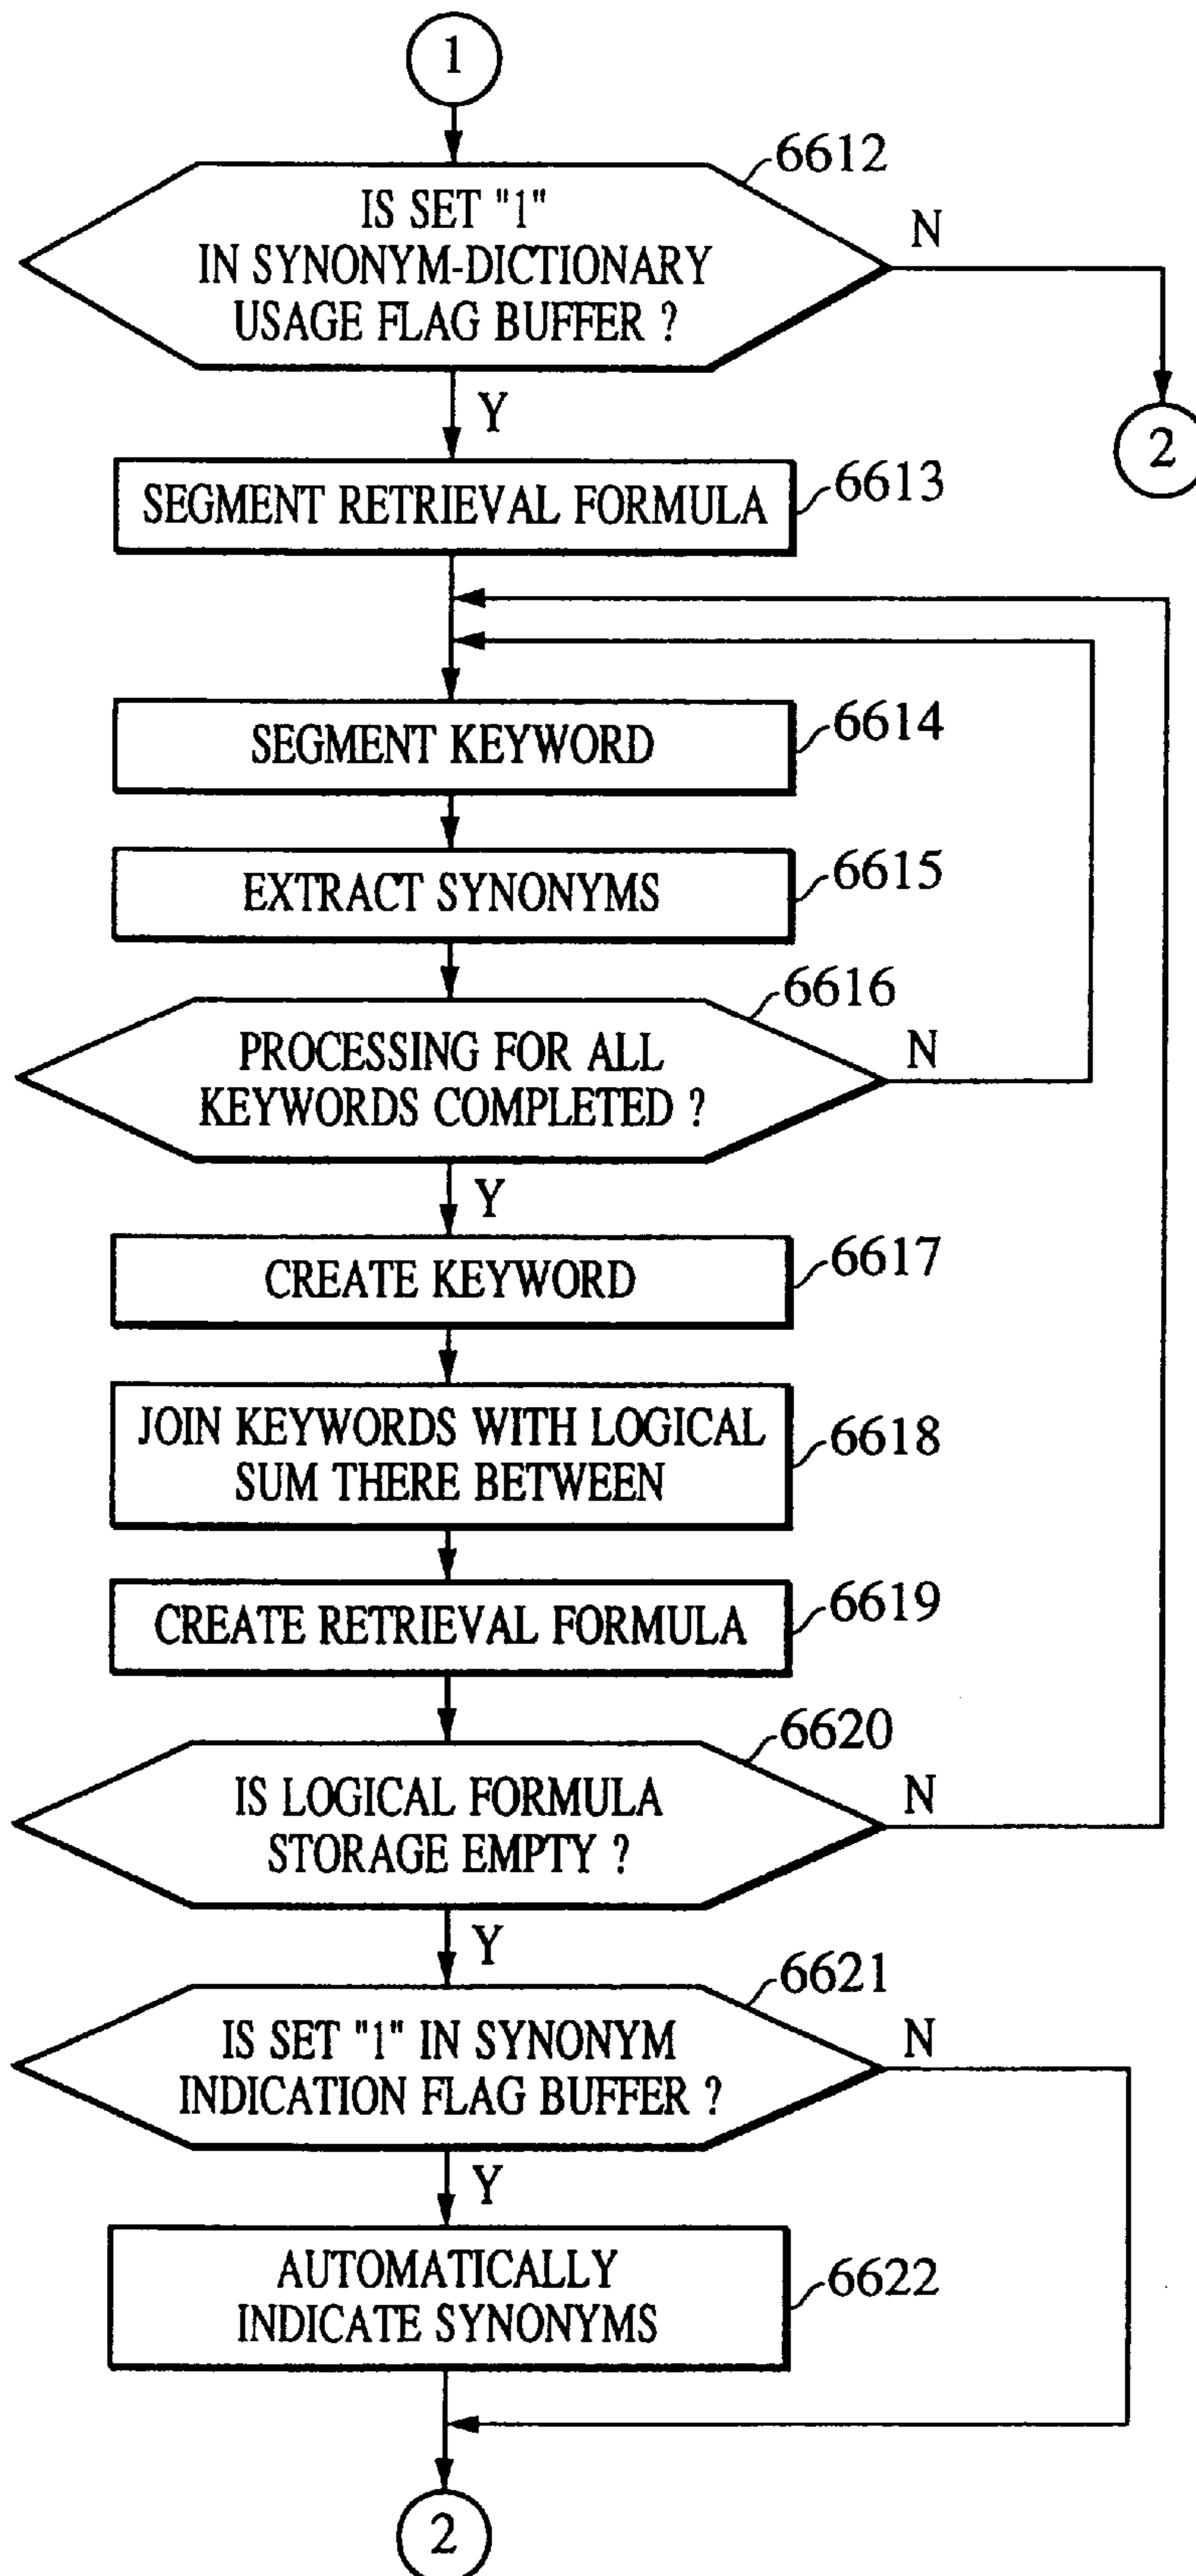 1
6612
IS SET "1"
IN SYNONYM-DICTIONARY
USAGE FLAG BUFFER ?
N
Y
2
SEGMENT RETRIEVAL FORMULA
6613
SEGMENT KEYWORD
6614
EXTRACT SYNONYMS
6615
6616
PROCESSING FOR ALL
KEYWORDS COMPLETED ?
N
Y
CREATE KEYWORD
6617
JOIN KEYWORDS WITH LOGICAL
SUM THERE BETWEEN
6618
CREATE RETRIEVAL FORMULA
6619
6620
IS LOGICAL FORMULA
STORAGE EMPTY ?
N
Y
6621
IS SET "1" IN SYNONYM
INDICATION FLAG BUFFER ?
N
Y
AUTOMATICALLY
INDICATE SYNONYMS
6622
2